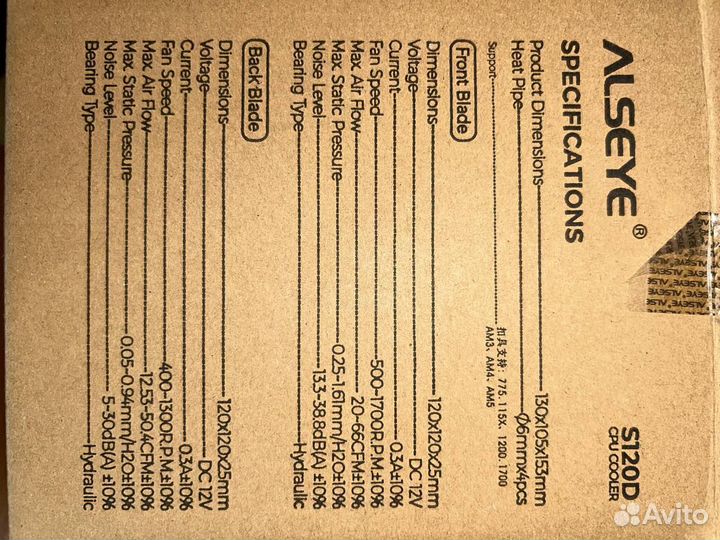 ALSEYE®
S120D
CPU COOLER
SPECIFICATIONS
Product Dimensions 130x105x153mm
Heat Pipe Ø6mmx4pcs
Support 扣具支持: 775、115X、1200、1700
AM3、AM4、AM5
Front Blade
Dimensions 120x120x25mm
Voltage DC 12V
Current 0.3A±10%
Fan Speed 500-1700R.P.M.±10%
Max Air Flow 20-66CFM±10%
Max Static Pressure 0.25-1.61mm/H2O±10%
Noise Level 13.3-38.8dB(A) ±10%
Bearing Type Hydraulic
Back Blade
Dimensions 120x120x25mm
Voltage DC 12V
Current 0.3A±10%
Fan Speed 400-1300R.P.M.±10%
Max Air Flow 12.53-50.4CFM±10%
Max Static Pressure 0.05-0.94mm/H2O±10%
Noise Level 5-30dB(A) ±10%
Bearing Type Hydraulic
Avito